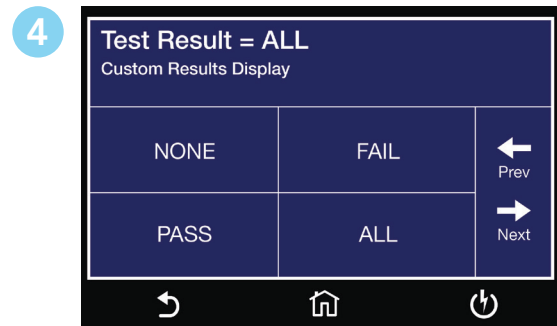 4
Test Result = ALL
Custom Results Display
NONE
FAIL
Prev
PASS
ALL
Next